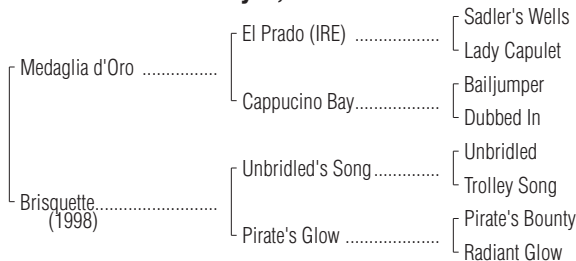 Sadler's Wells
El Prado (IRE) ..................
Lady Capulet
Medaglia d'Oro ................
Bailjumper
Cappucino Bay..................
Dubbed In
Unbridled
Unbridled's Song..............
Trolley Song
Brisquette..........................
(1998)
Pirate's Bounty
Pirate's Glow ....................
Radiant Glow